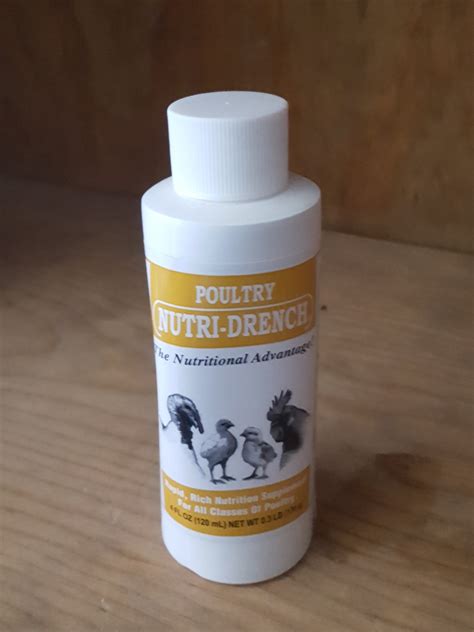 POULTRY
NUTRI-DRENCH
The Nutritional Advantage!
Rapid, Rich Nutrition Supplement
For All Classes Of Poultry
4 FL OZ (120 mL) NET WT 0.3 LB